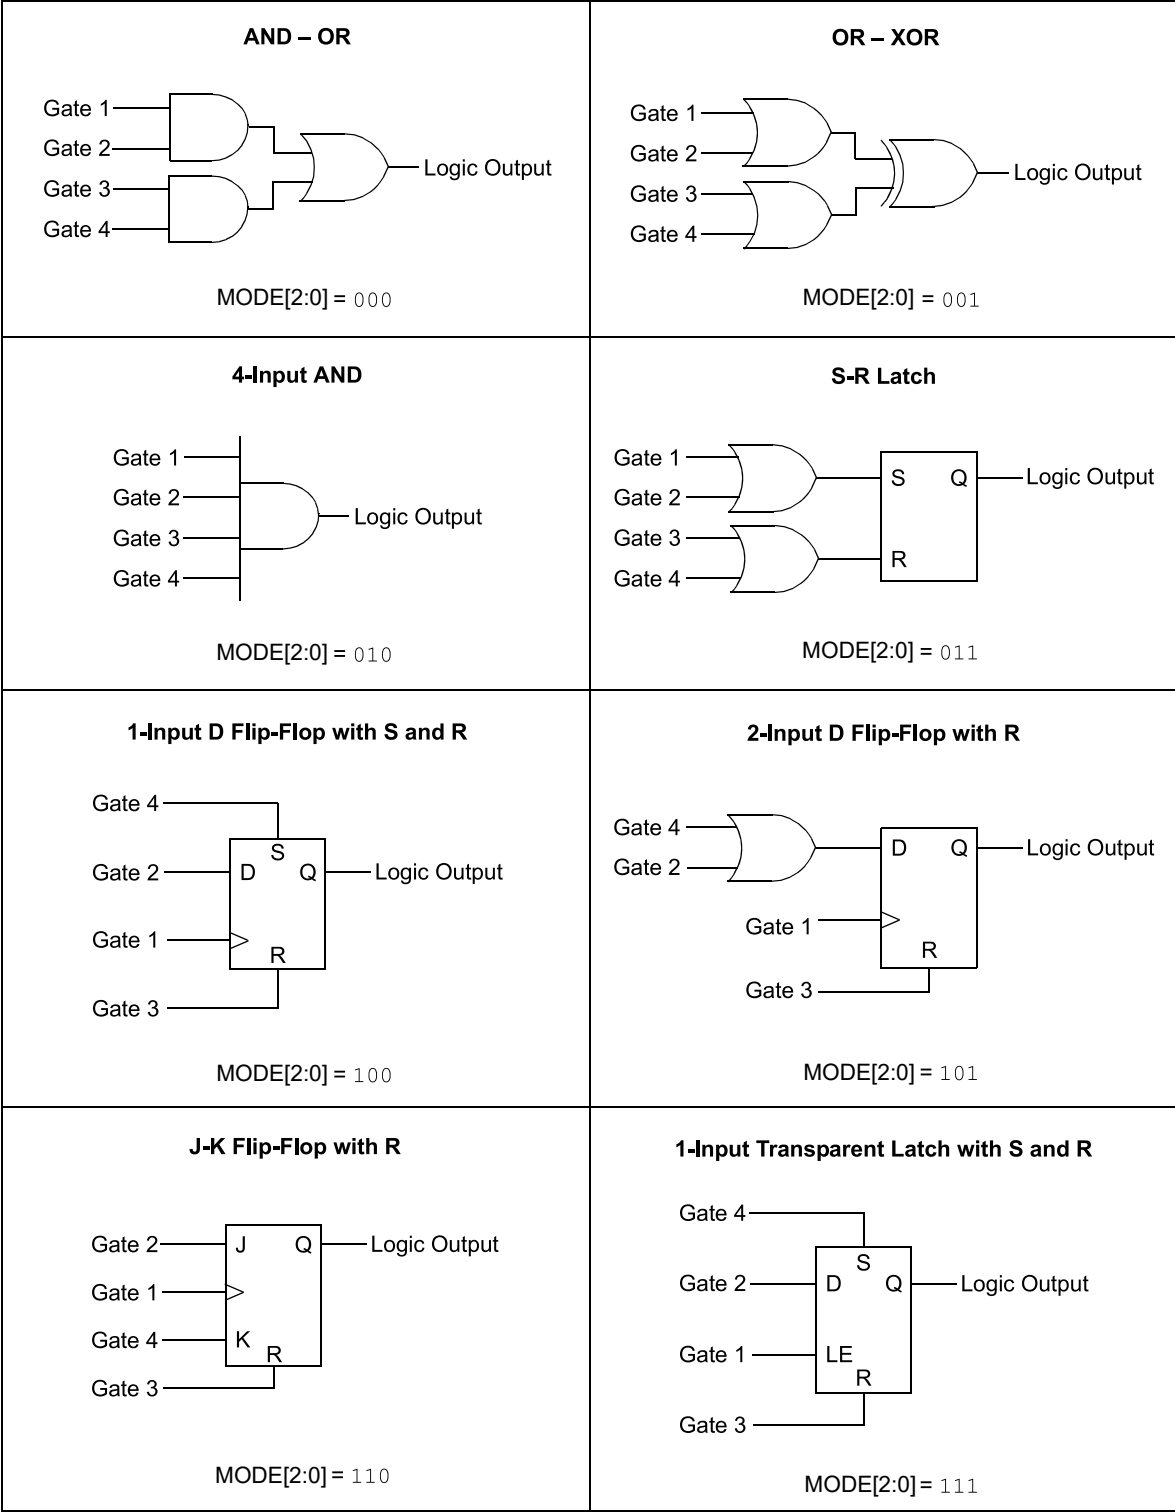 AND – OR
Gate 1
Gate 2
Gate 3
Gate 4
Logic Output
MODE[2:0] = 000
OR – XOR
Gate 1
Gate 2
Gate 3
Gate 4
Logic Output
MODE[2:0] = 001
4-Input AND
Gate 1
Gate 2
Gate 3
Gate 4
Logic Output
MODE[2:0] = 010
S-R Latch
Gate 1
Gate 2
Gate 3
Gate 4
S Q
R
Logic Output
MODE[2:0] = 011
1-Input D Flip-Flop with S and R
Gate 4
S
Gate 2 D Q Logic Output
Gate 1
R
Gate 3
MODE[2:0] = 100
2-Input D Flip-Flop with R
Gate 4
Gate 2
D Q Logic Output
Gate 1
R
Gate 3
MODE[2:0] = 101
J-K Flip-Flop with R
Gate 2 J Q Logic Output
Gate 1
Gate 4 K
R
Gate 3
MODE[2:0] = 110
1-Input Transparent Latch with S and R
Gate 4
S
Gate 2 D Q Logic Output
Gate 1 LE
R
Gate 3
MODE[2:0] = 111